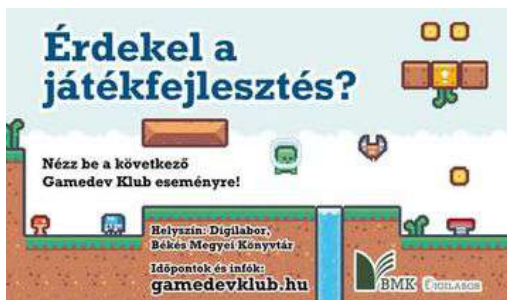 Érdekel a
játékfejlesztés?
Nézz be a következő
Gamedev Klub eseményre!
Helyszín: Digilabor,
Békés Megyei Könyvtár
Időpontok és infók:
gamedevklub.hu
BMK DIGILABOR